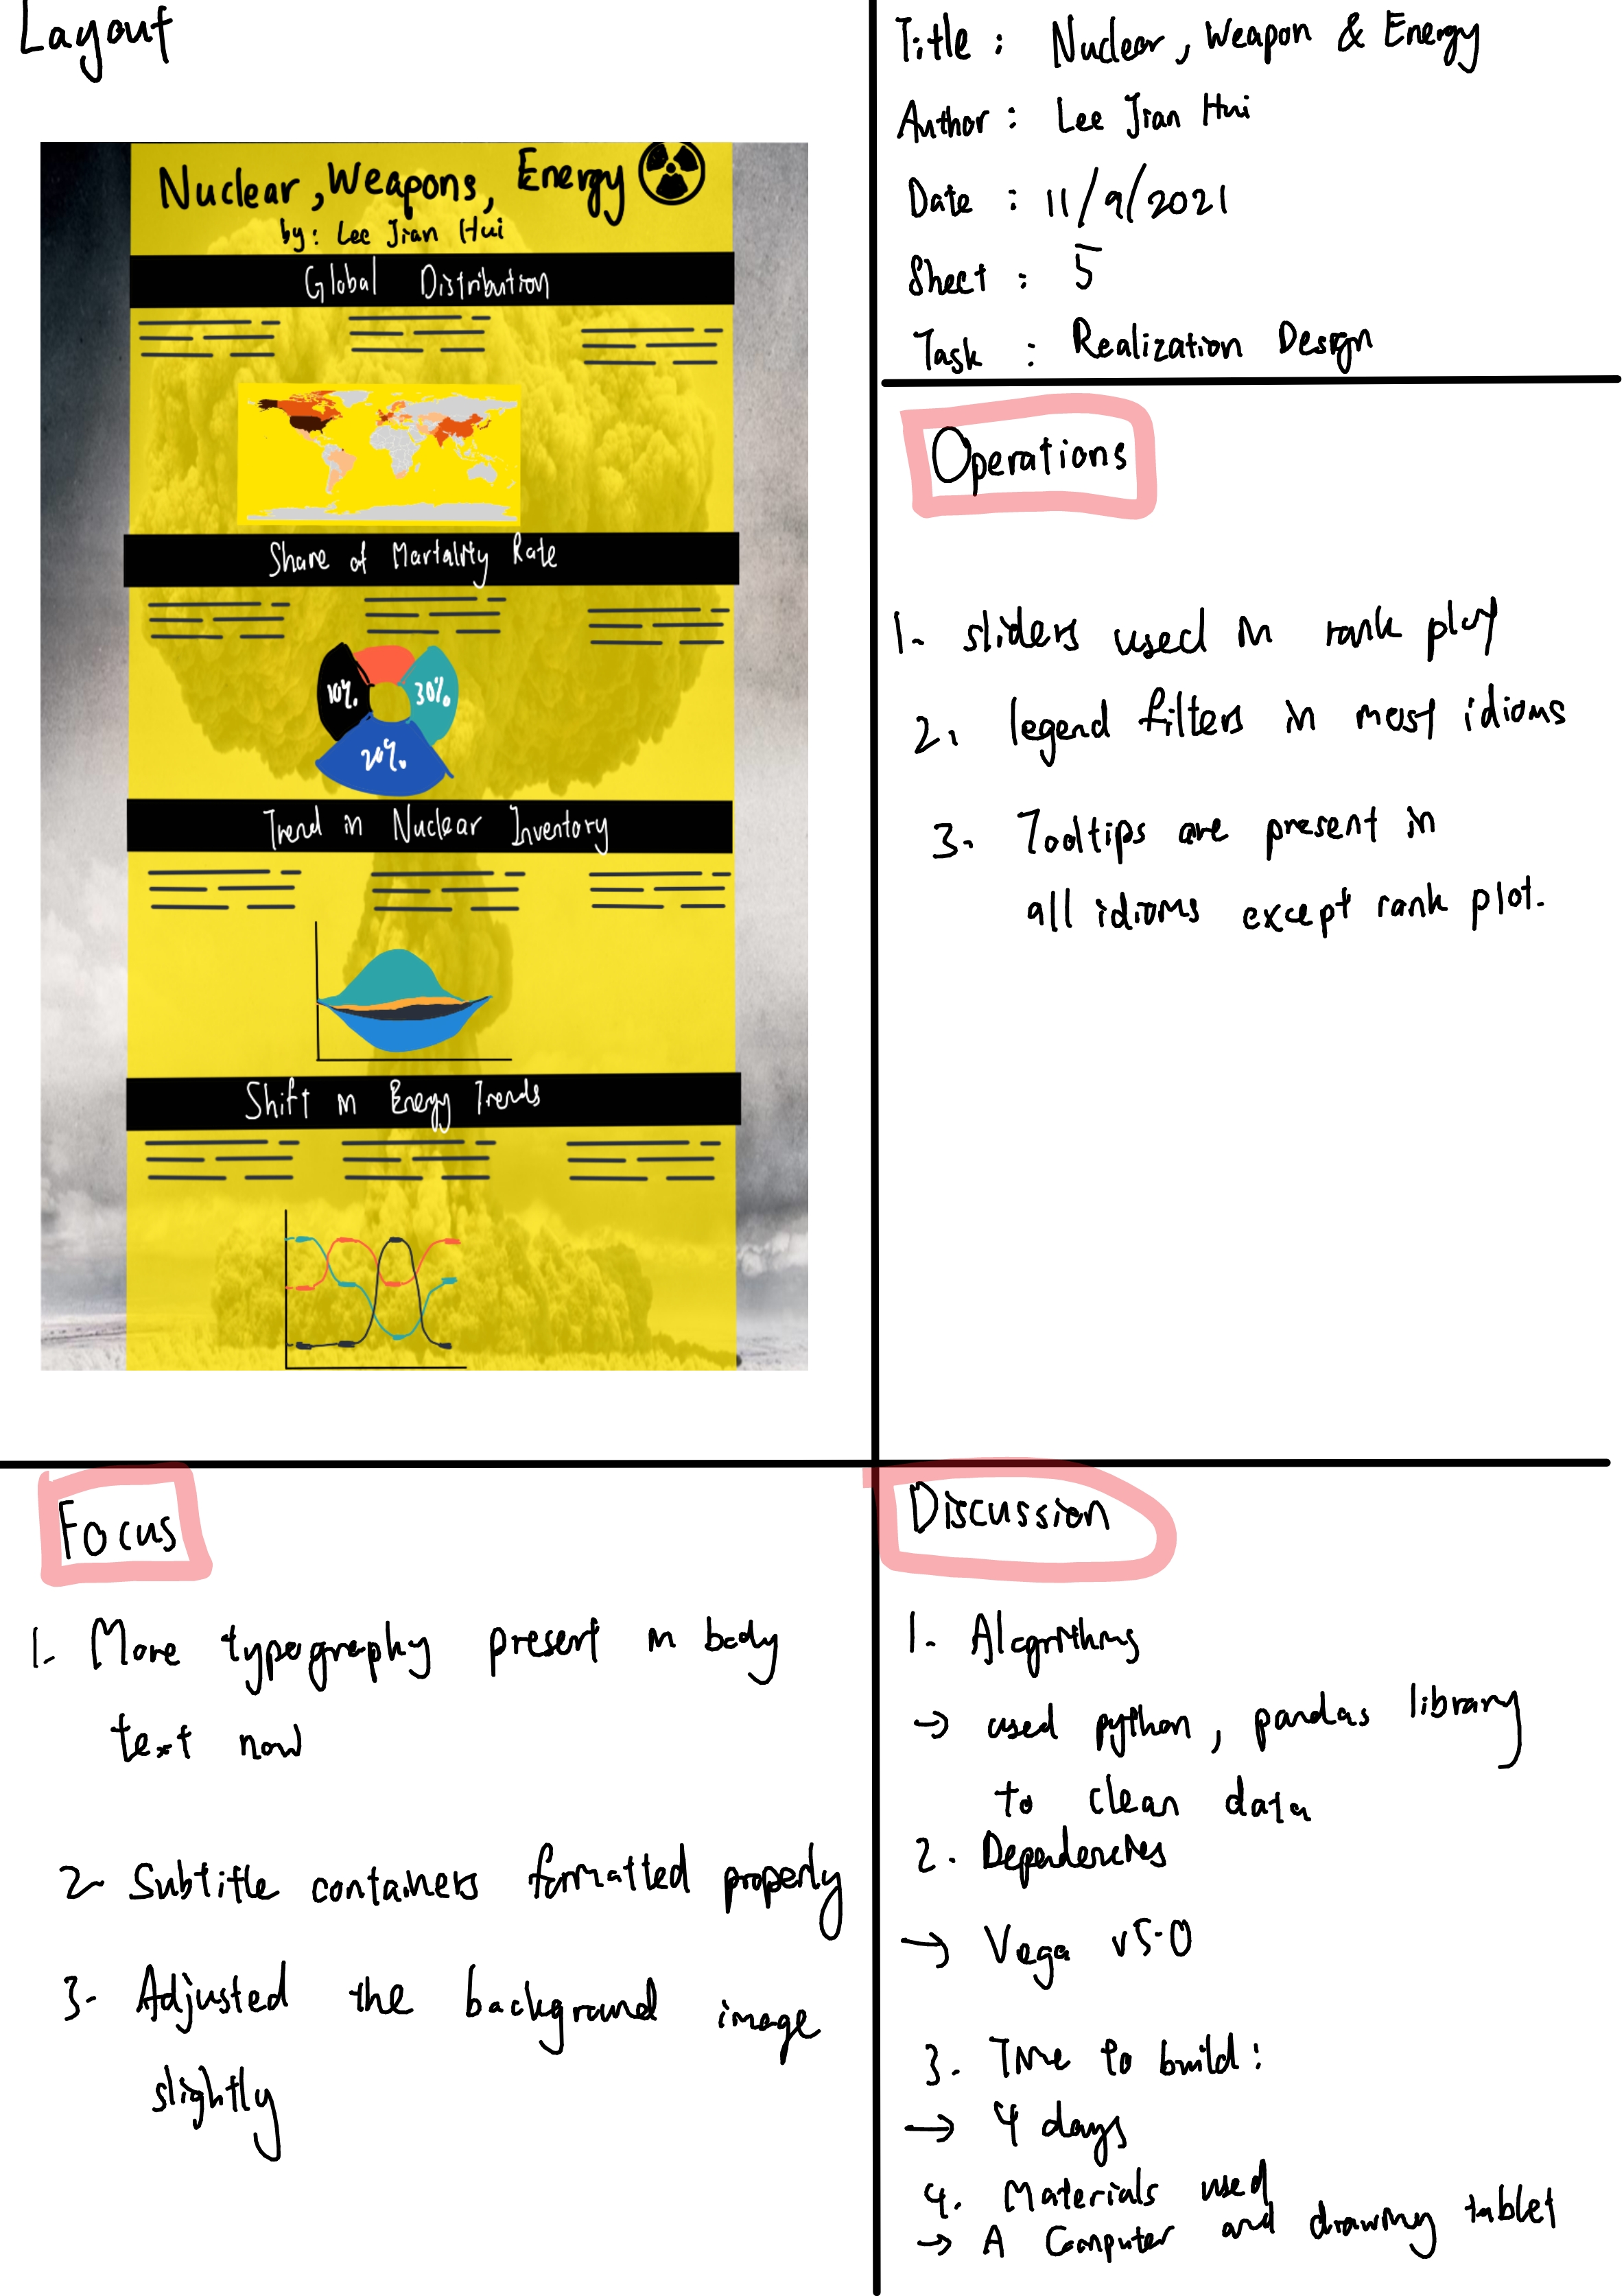 Layout
Nuclear, Weapons, Energy
by: Lee Jian Hui
Global Distribution
Share of Martality Rate
10%
30%
20%
Trend in Nuclear Inventory
Shift in Energy Trends
Title : Nuclear, Weapon & Energy
Author : Lee Jian Hui
Date : 11/9/2021
Sheet : 5
Task : Realization Design
Operations
1. sliders used in rank plot
2. legend filters in most idioms
3. Tooltips are present in
all idioms except rank plot.
Focus
1. More typography present in body
text now
2. Subtitle containers formatted properly
3. Adjusted the background image
slightly
Discussion
1. Algorithms
→ used python, pandas library
to clean data
2. Dependencies
→ Vega v5.0
3. Time to build:
→ 4 days
4. Materials used
→ A Computer and drawing tablet